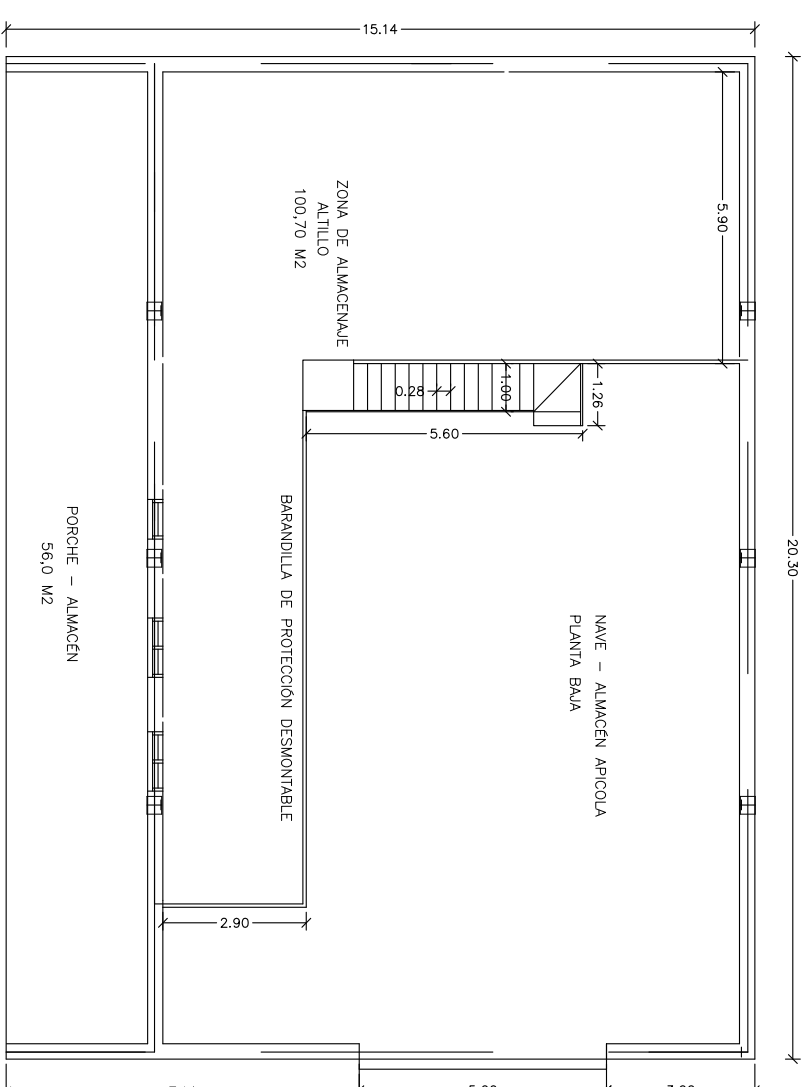 15.14
20.30
5.90
ZONA DE ALMACENAJE
ALTILLO
100,70 M2
0.28
1.00
1.26
5.60
BARANDILLA DE PROTECCIÓN DESMONTABLE
NAVE – ALMACÉN APICOLA
PLANTA BAJA
PORCHE – ALMACÉN
56,0 M2
2.90